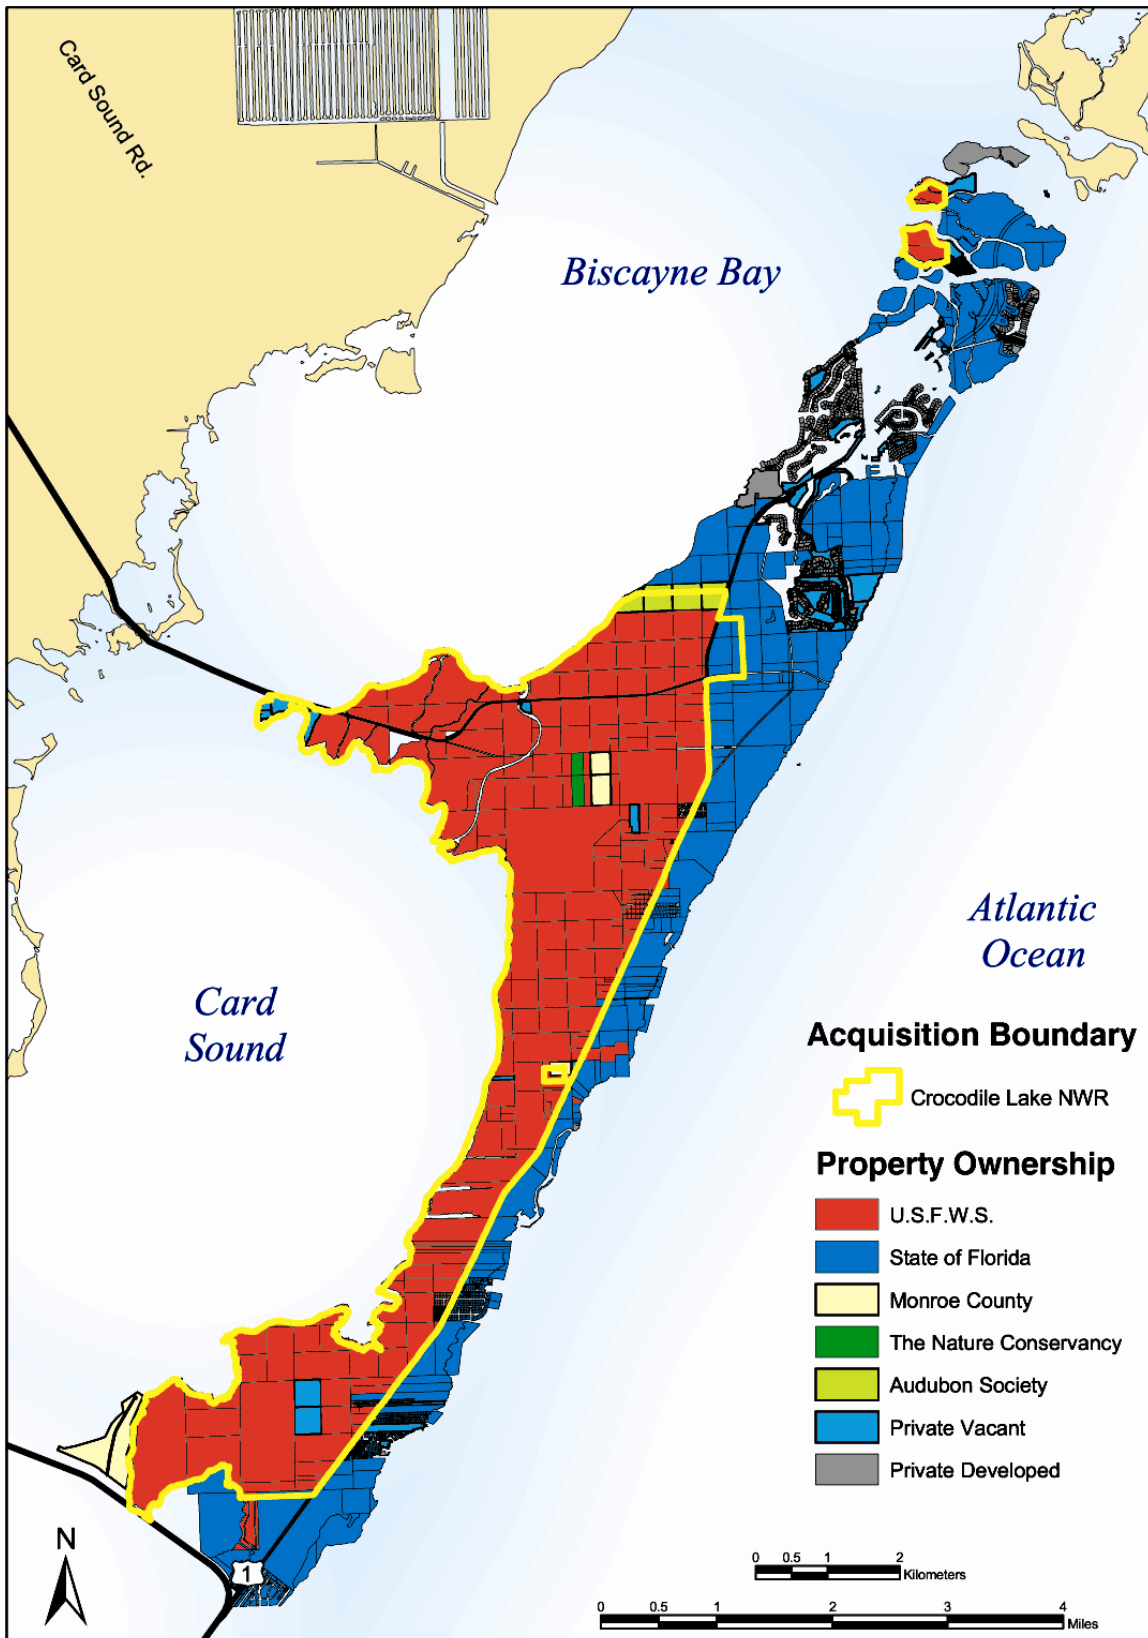 Card Sound Rd.
Biscayne Bay
Atlantic
Ocean
Card
Sound
Acquisition Boundary
Crocodile Lake NWR
Property Ownership
U.S.F.W.S.
State of Florida
Monroe County
The Nature Conservancy
Audubon Society
Private Vacant
Private Developed
N
1
0 0.5 1 2
Kilometers
0 0.5 1 2 3 4
Miles